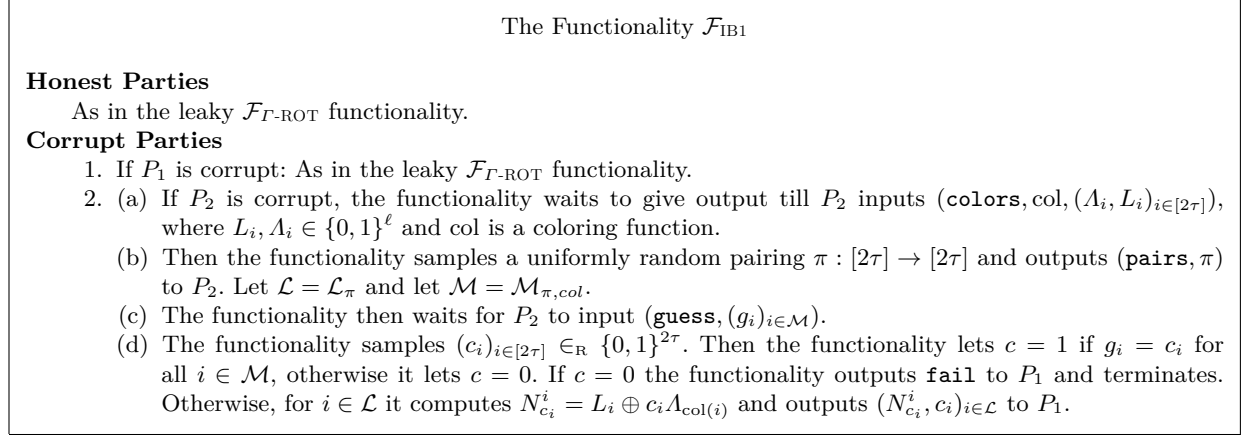 The Functionality 𝓕_IB1
Honest Parties
As in the leaky 𝓕_Γ-ROT functionality.
Corrupt Parties
1. If P_1 is corrupt: As in the leaky 𝓕_Γ-ROT functionality.
2. (a) If P_2 is corrupt, the functionality waits to give output till P_2 inputs (colors, col, (Λ_i, L_i)_{i∈[2τ]}),
where L_i, Λ_i ∈ {0, 1}^ℓ and col is a coloring function.
(b) Then the functionality samples a uniformly random pairing π : [2τ] → [2τ] and outputs (pairs, π)
to P_2. Let 𝓛 = 𝓛_π and let 𝓜 = 𝓜_{π,col}.
(c) The functionality then waits for P_2 to input (guess, (g_i)_{i∈𝓜}).
(d) The functionality samples (c_i)_{i∈[2τ]} ∈_R {0, 1}^{2τ}. Then the functionality lets c = 1 if g_i = c_i for
all i ∈ 𝓜, otherwise it lets c = 0. If c = 0 the functionality outputs fail to P_1 and terminates.
Otherwise, for i ∈ 𝓛 it computes N^i_{c_i} = L_i ⊕ c_iΛ_{col(i)} and outputs (N^i_{c_i}, c_i)_{i∈𝓛} to P_1.